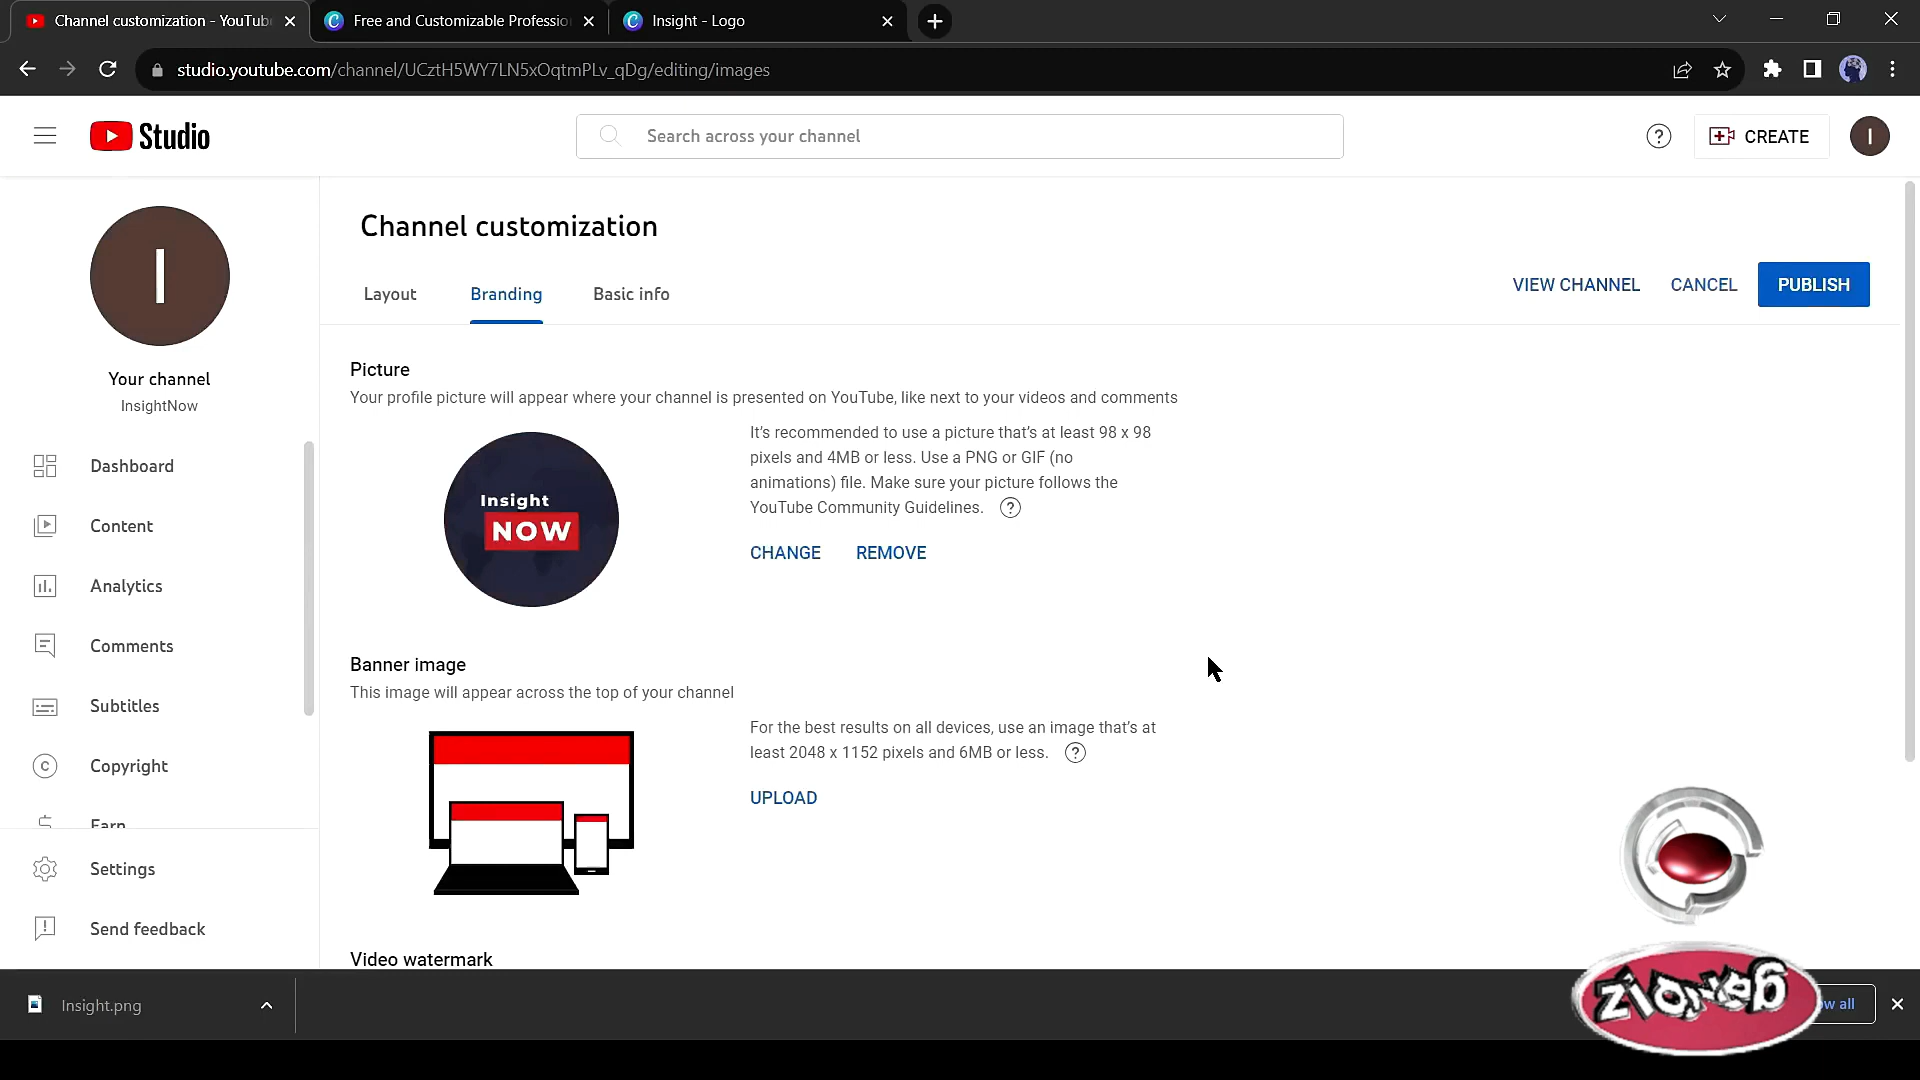 Channel customization - YouTube
Free and Customizable Professio
Insight - Logo
studio.youtube.com/channel/UCztH5WY7LN5xOqtmPLv_qDg/editing/images
Studio
Search across your channel
CREATE
I
I
Your channel
InsightNow
Dashboard
Content
Analytics
Comments
Subtitles
Copyright
Earn
Settings
Send feedback
Channel customization
Layout
Branding
Basic info
VIEW CHANNEL
CANCEL
PUBLISH
Picture
Your profile picture will appear where your channel is presented on YouTube, like next to your videos and comments
Insight
NOW
It's recommended to use a picture that's at least 98 x 98
pixels and 4MB or less. Use a PNG or GIF (no
animations) file. Make sure your picture follows the
YouTube Community Guidelines.
CHANGE
REMOVE
Banner image
This image will appear across the top of your channel
For the best results on all devices, use an image that's at
least 2048 x 1152 pixels and 6MB or less.
UPLOAD
Video watermark
Insight.png
ow all